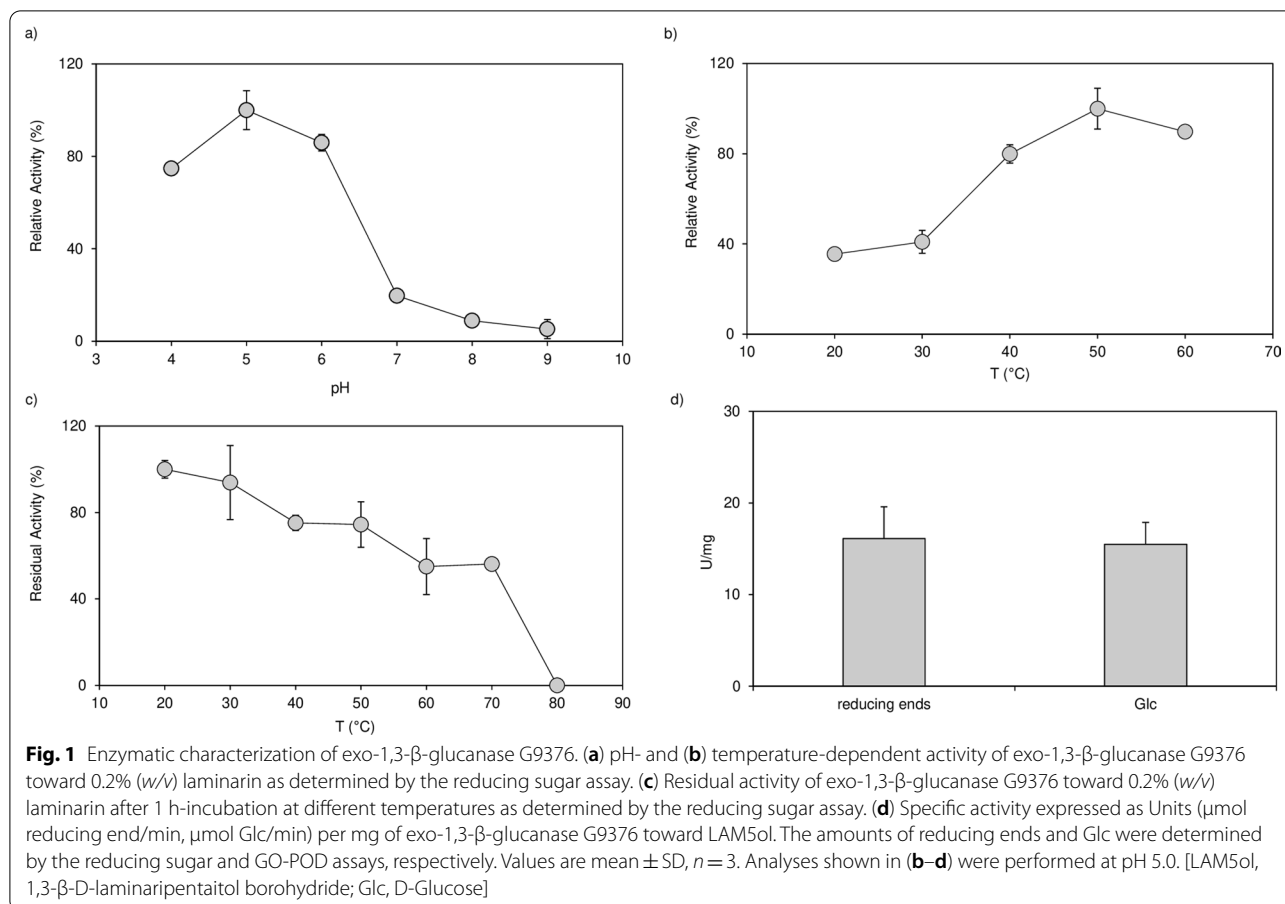 a)
120
80
40
0
Relative Activity (%)
3 4 5 6 7 8 9 10
pH
b)
120
80
40
0
Relative Activity (%)
10 20 30 40 50 60 70
T (°C)
c)
120
80
40
0
Residual Activity (%)
10 20 30 40 50 60 70 80 90
T (°C)
d)
30
20
10
0
U/mg
reducing ends Glc
Fig. 1 Enzymatic characterization of exo-1,3-β-glucanase G9376. (a) pH- and (b) temperature-dependent activity of exo-1,3-β-glucanase G9376
toward 0.2% (w/v) laminarin as determined by the reducing sugar assay. (c) Residual activity of exo-1,3-β-glucanase G9376 toward 0.2% (w/v)
laminarin after 1 h-incubation at different temperatures as determined by the reducing sugar assay. (d) Specific activity expressed as Units (μmol
reducing end/min, μmol Glc/min) per mg of exo-1,3-β-glucanase G9376 toward LAM5ol. The amounts of reducing ends and Glc were determined
by the reducing sugar and GO-POD assays, respectively. Values are mean ± SD, n = 3. Analyses shown in (b–d) were performed at pH 5.0. [LAM5ol,
1,3-β-D-laminaripentaitol borohydride; Glc, D-Glucose]